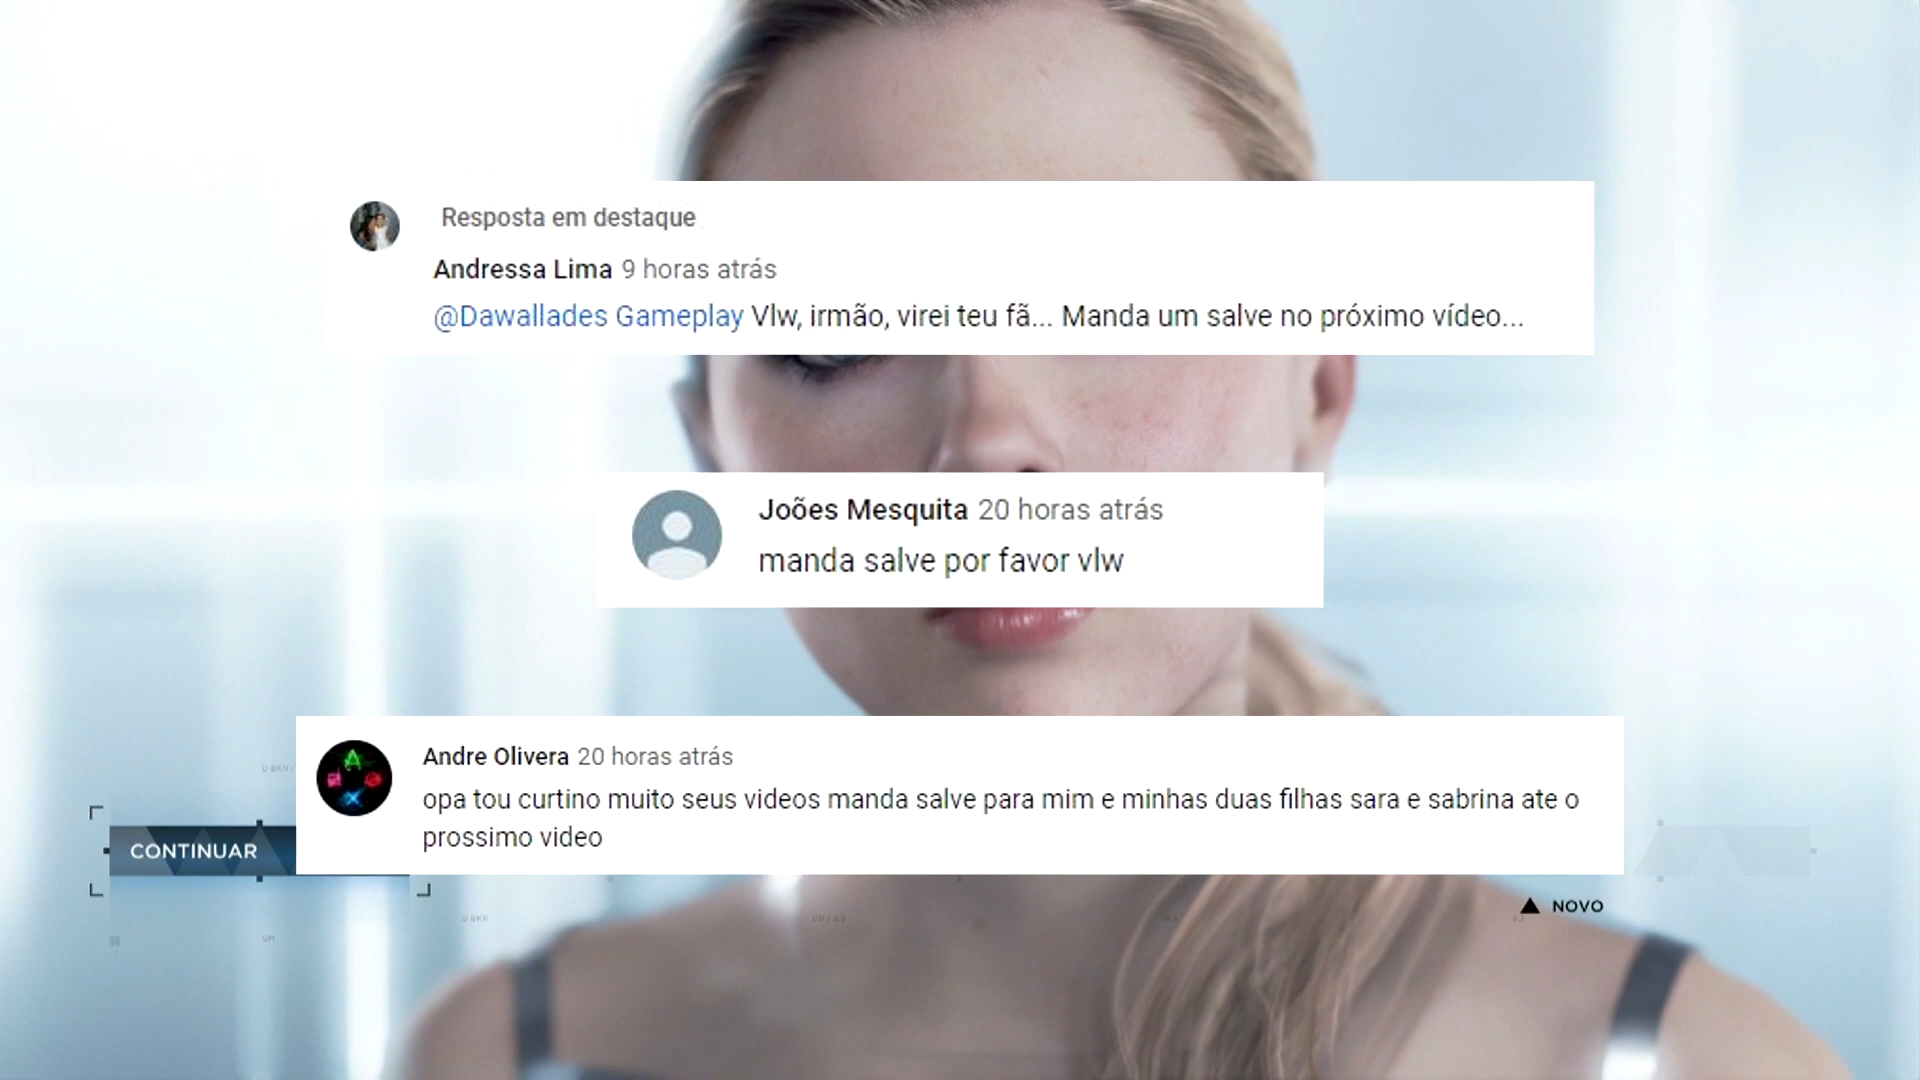 Resposta em destaque
Andressa Lima 9 horas atrás
@Dawallades Gameplay Vlw, irmão, virei teu fã... Manda um salve no próximo vídeo...
Joões Mesquita 20 horas atrás
manda salve por favor vlw
Andre Olivera 20 horas atrás
opa tou curtino muito seus videos manda salve para mim e minhas duas filhas sara e sabrina ate o
prossimo video
CONTINUAR
NOVO